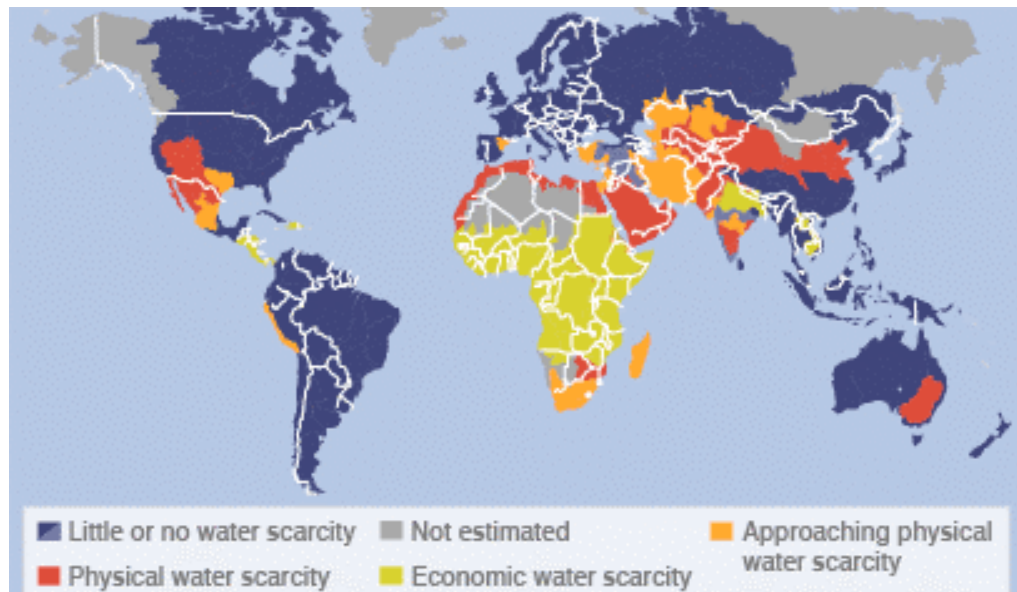 Little or no water scarcity
Not estimated
Approaching physical
water scarcity
Physical water scarcity
Economic water scarcity